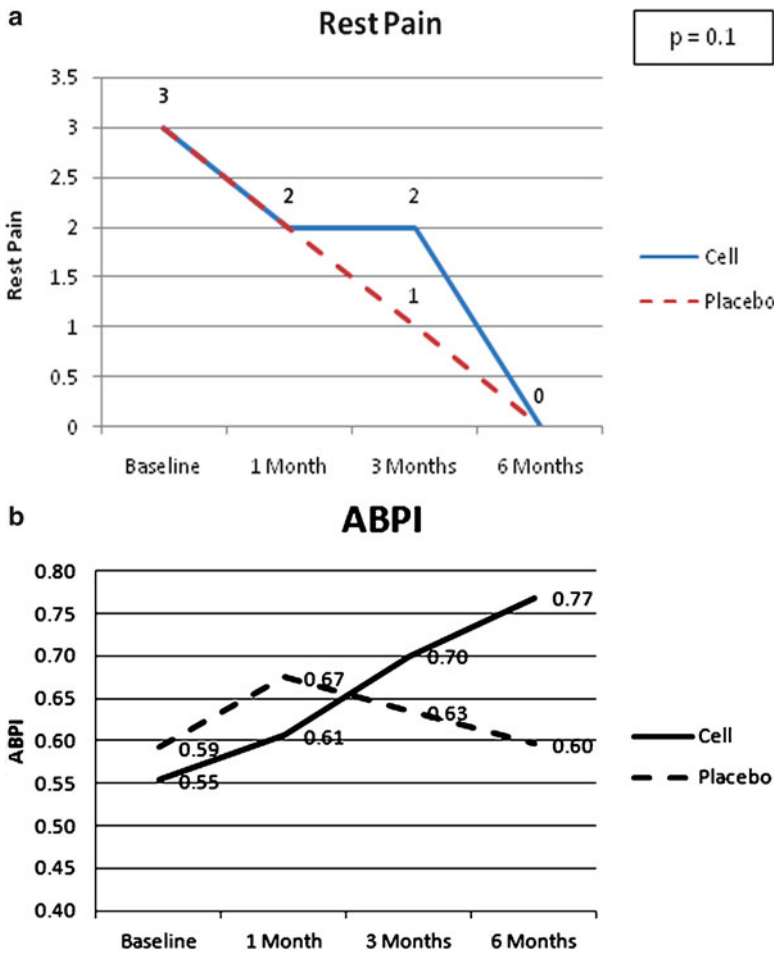 a
Rest Pain
p = 0.1
3.5
3
2.5
2
1.5
1
0.5
0
Rest Pain
3
2
2
1
0
Baseline 1 Month 3 Months 6 Months
Cell
Placebo
b
ABPI
0.80
0.75
0.70
0.65
0.60
0.55
0.50
0.45
0.40
ABPI
0.59
0.55
0.67
0.61
0.70
0.63
0.77
0.60
Baseline 1 Month 3 Months 6 Months
Cell
Placebo